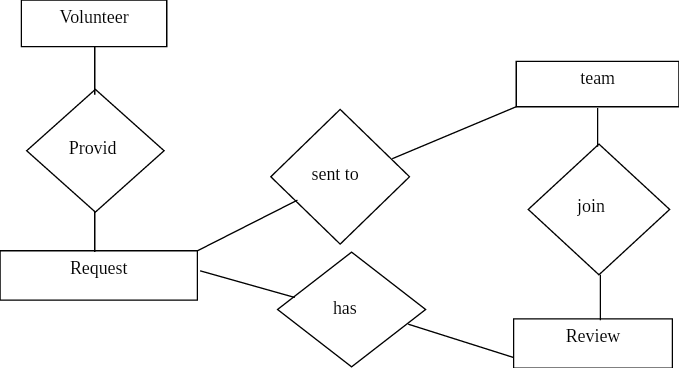 Volunteer
team
Provid
sent to
join
Request
has
Review